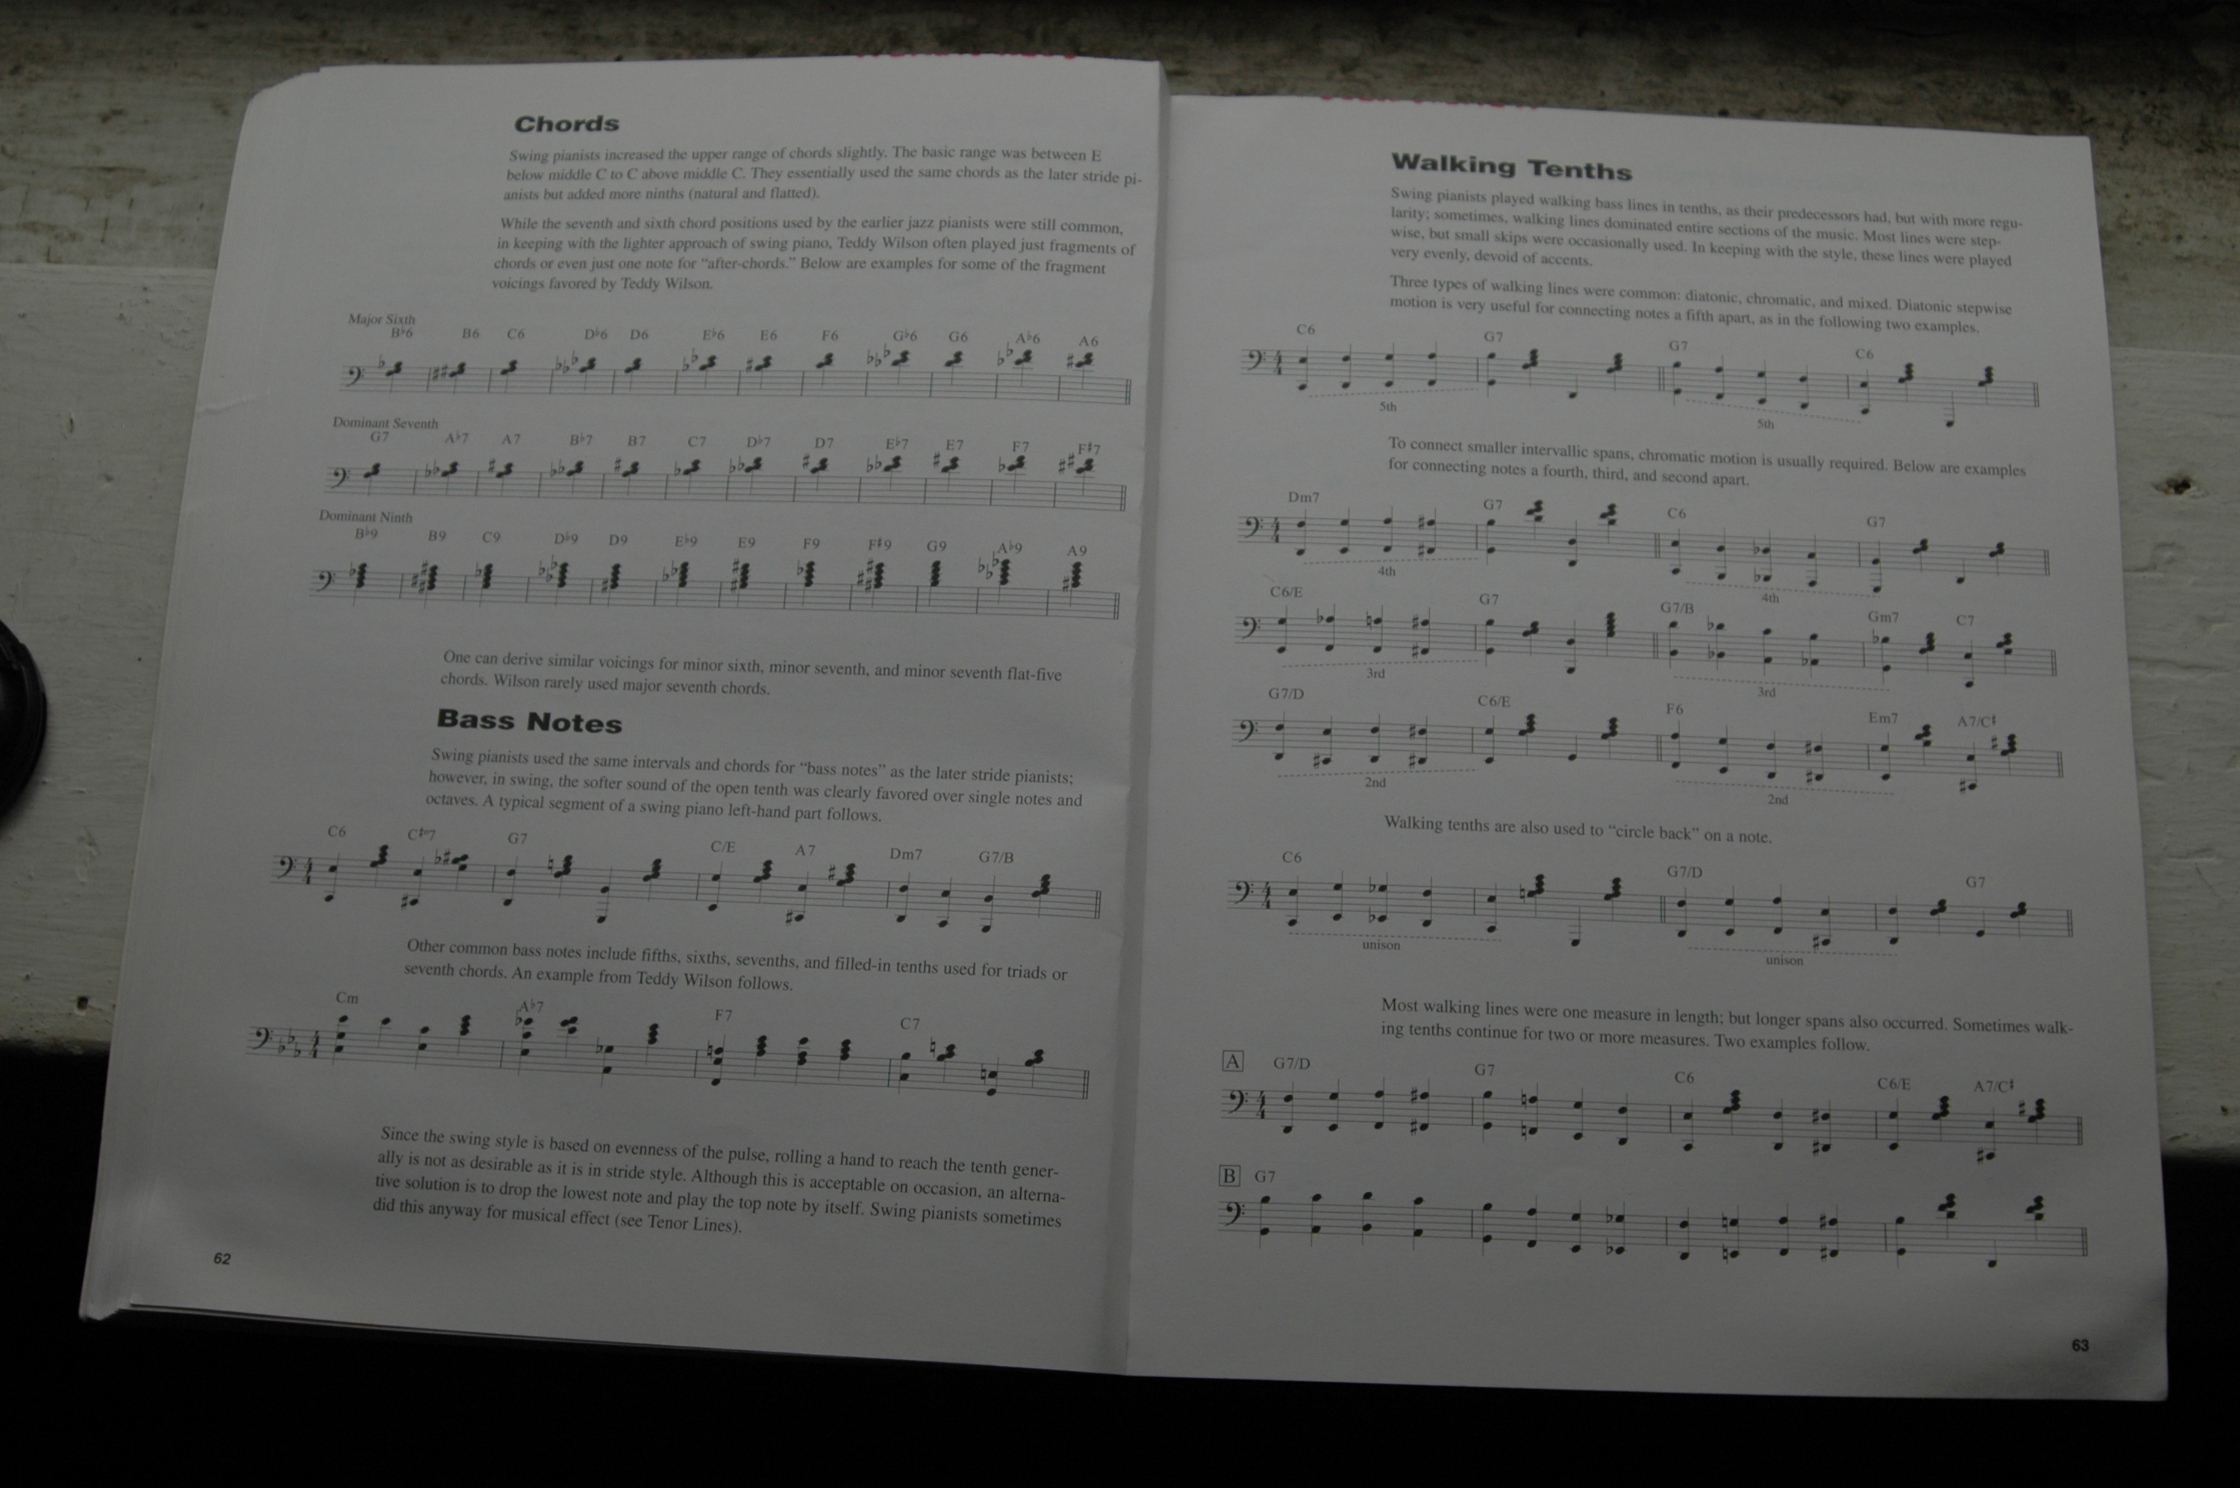 Chords
Swing pianists increased the upper range of chords slightly. The basic range was between E
below middle C to C above middle C. They essentially used the same chords as the later stride pi-
anists but added more ninths (natural and flatted).
While the seventh and sixth chord positions used by the earlier jazz pianists were still common,
in keeping with the lighter approach of swing piano, Teddy Wilson often played just fragments of
chords or even just one note for “after-chords.” Below are examples for some of the fragment
voicings favored by Teddy Wilson.
Major Sixth
B♭6 B6 C6 D♭6 D6 E♭6 E6 F6 G♭6 G6 A♭6 A6
Dominant Seventh
G7 A♭7 A7 B♭7 B7 C7 D♭7 D7 E♭7 E7 F7 F♯7
Dominant Ninth
B♭9 B9 C9 D♭9 D9 E♭9 E9 F9 F♯9 G9 A♭9 A9
One can derive similar voicings for minor sixth, minor seventh, and minor seventh flat-five
chords. Wilson rarely used major seventh chords.
Bass Notes
Swing pianists used the same intervals and chords for “bass notes” as the later stride pianists;
however, in swing, the softer sound of the open tenth was clearly favored over single notes and
octaves. A typical segment of a swing piano left-hand part follows.
C6 C♯°7 G7 C/E A7 Dm7 G7/B
Other common bass notes include fifths, sixths, sevenths, and filled-in tenths used for triads or
seventh chords. An example from Teddy Wilson follows.
Cm A♭7 F7 C7
Since the swing style is based on evenness of the pulse, rolling a hand to reach the tenth gener-
ally is not as desirable as it is in stride style. Although this is acceptable on occasion, an alterna-
tive solution is to drop the lowest note and play the top note by itself. Swing pianists sometimes
did this anyway for musical effect (see Tenor Lines).
62
Walking Tenths
Swing pianists played walking bass lines in tenths, as their predecessors had, but with more regu-
larity; sometimes, walking lines dominated entire sections of the music. Most lines were step-
wise, but small skips were occasionally used. In keeping with the style, these lines were played
very evenly, devoid of accents.
Three types of walking lines were common: diatonic, chromatic, and mixed. Diatonic stepwise
motion is very useful for connecting notes a fifth apart, as in the following two examples.
C6 G7 G7 C6
5th 5th
To connect smaller intervallic spans, chromatic motion is usually required. Below are examples
for connecting notes a fourth, third, and second apart.
Dm7 G7 C6 G7
4th 4th
C6/E G7 G7/B Gm7 C7
3rd 3rd
G7/D C6/E F6 Em7 A7/C♯
2nd 2nd
Walking tenths are also used to “circle back” on a note.
C6 G7/D G7
unison unison
Most walking lines were one measure in length; but longer spans also occurred. Sometimes walk-
ing tenths continue for two or more measures. Two examples follow.
A G7/D G7 C6 C6/E A7/C♯
B G7
63